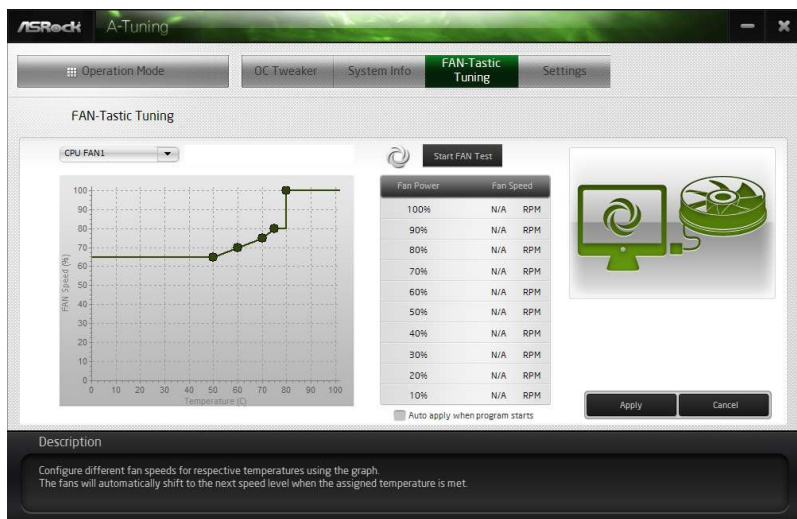 ASRock A-Tuning
Operation Mode
OC Tweaker
System Info
FAN-Tastic
Tuning
Settings
FAN-Tastic Tuning
CPU FAN1
FAN Speed (%)
100
90
80
70
60
50
40
30
20
10
0
0 10 20 30 40 50 60 70 80 90 100
Temperature (C)
Start FAN Test
Fan Power Fan Speed
100% N/A RPM
90% N/A RPM
80% N/A RPM
70% N/A RPM
60% N/A RPM
50% N/A RPM
40% N/A RPM
30% N/A RPM
20% N/A RPM
10% N/A RPM
Auto apply when program starts
Apply
Cancel
Description
Configure different fan speeds for respective temperatures using the graph.
The fans will automatically shift to the next speed level when the assigned temperature is met.